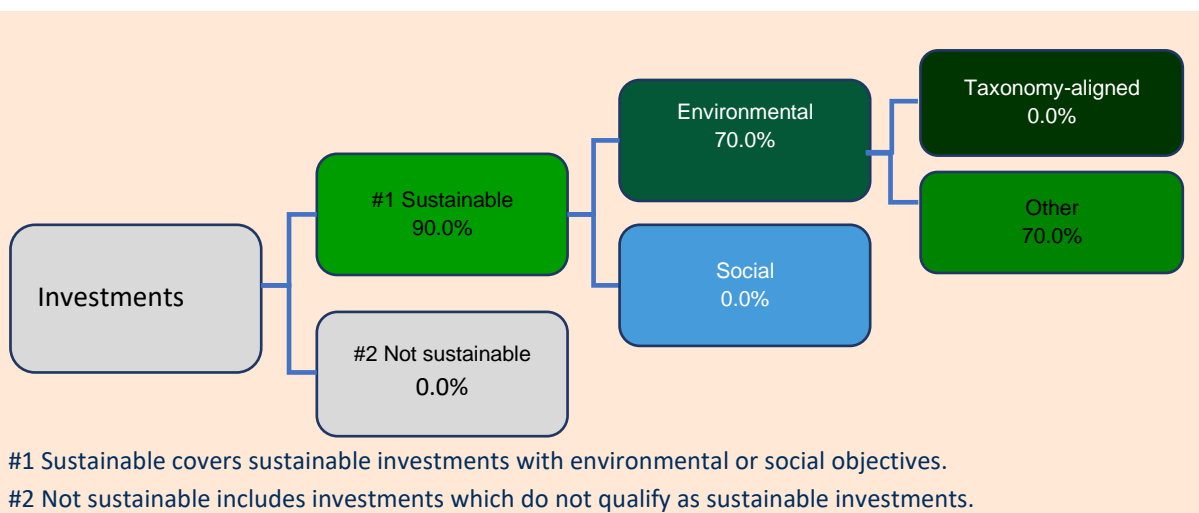 Investments
#1 Sustainable
90.0%
#2 Not sustainable
0.0%
Environmental
70.0%
Social
0.0%
Taxonomy-aligned
0.0%
Other
70.0%
#1 Sustainable covers sustainable investments with environmental or social objectives.
#2 Not sustainable includes investments which do not qualify as sustainable investments.